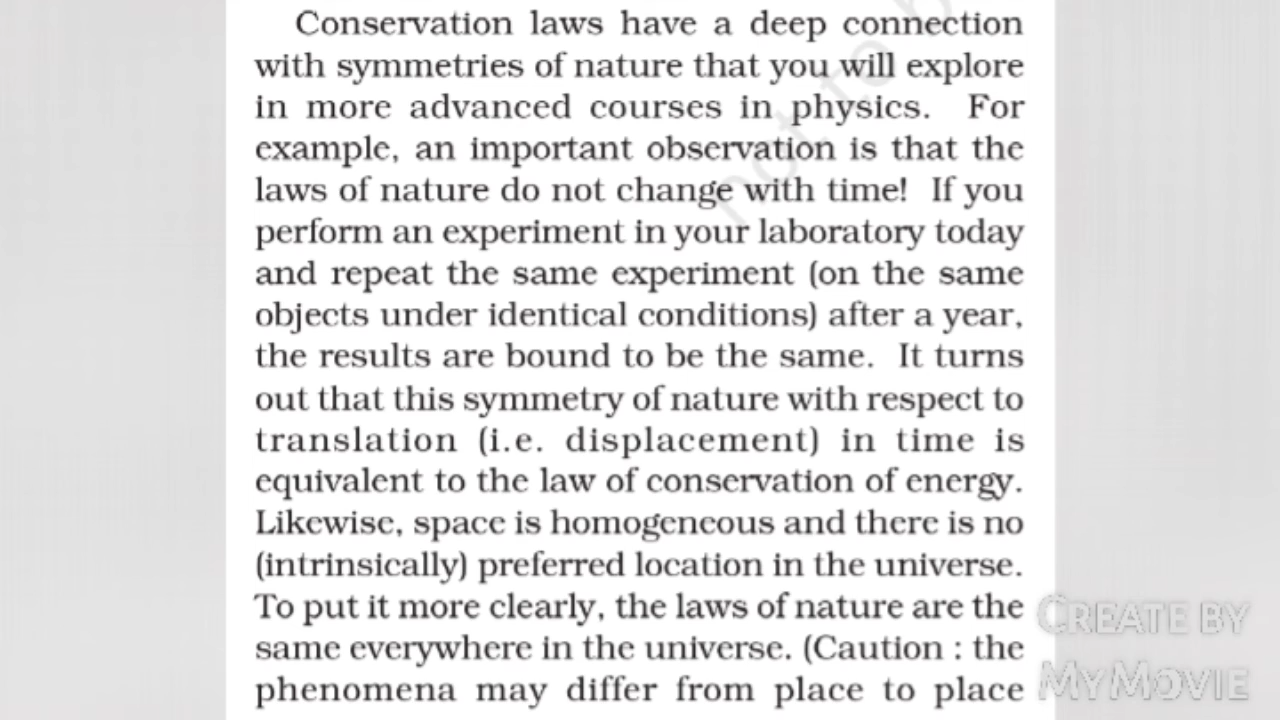 Conservation laws have a deep connection
with symmetries of nature that you will explore
in more advanced courses in physics. For
example, an important observation is that the
laws of nature do not change with time! If you
perform an experiment in your laboratory today
and repeat the same experiment (on the same
objects under identical conditions) after a year,
the results are bound to be the same. It turns
out that this symmetry of nature with respect to
translation (i.e. displacement) in time is
equivalent to the law of conservation of energy.
Likewise, space is homogeneous and there is no
(intrinsically) preferred location in the universe.
To put it more clearly, the laws of nature are the
same everywhere in the universe. (Caution : the
phenomena may differ from place to place
not to b
CREATE BY
MYMOVIE